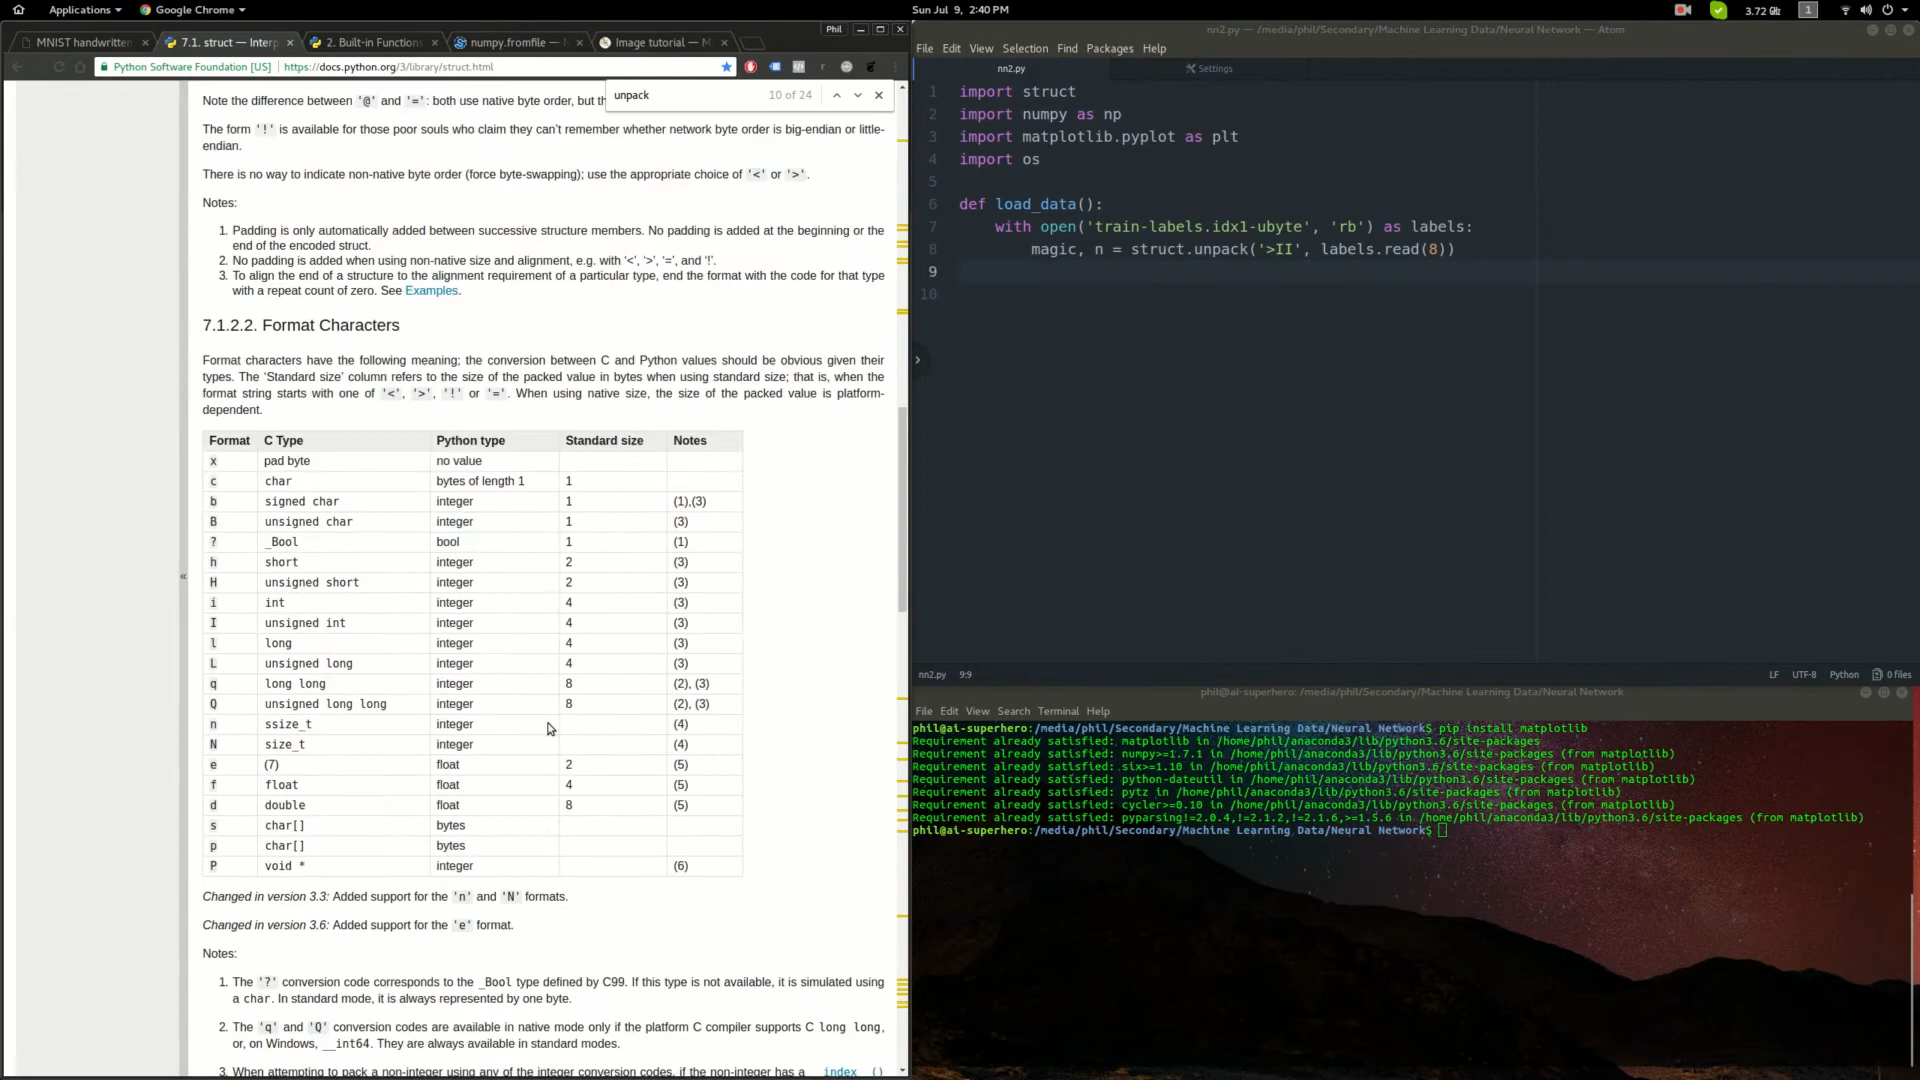 Applications
Google Chrome
Sun Jul 9, 2:40 PM
3.72 GHz
1
MNIST handwritten
7.1. struct — Interp
2. Built-in Functions
numpy.fromfile —
Image tutorial — M
Phil
Python Software Foundation [US]
https://docs.python.org/3/library/struct.html
unpack
10 of 24
Note the difference between '@' and '=': both use native byte order, but th
The form '!' is available for those poor souls who claim they can't remember whether network byte order is big-endian or little-
endian.
There is no way to indicate non-native byte order (force byte-swapping); use the appropriate choice of '<' or '>'.
Notes:
1. Padding is only automatically added between successive structure members. No padding is added at the beginning or the
end of the encoded struct.
2. No padding is added when using non-native size and alignment, e.g. with '<', '>', '=', and '!'.
3. To align the end of a structure to the alignment requirement of a particular type, end the format with the code for that type
with a repeat count of zero. See Examples.
7.1.2.2. Format Characters
Format characters have the following meaning; the conversion between C and Python values should be obvious given their
types. The 'Standard size' column refers to the size of the packed value in bytes when using standard size; that is, when the
format string starts with one of '<', '>', '!' or '='. When using native size, the size of the packed value is platform-
dependent.
Format C Type Python type Standard size Notes
x pad byte no value
c char bytes of length 1 1
b signed char integer 1 (1),(3)
B unsigned char integer 1 (3)
? _Bool bool 1 (1)
h short integer 2 (3)
H unsigned short integer 2 (3)
i int integer 4 (3)
I unsigned int integer 4 (3)
l long integer 4 (3)
L unsigned long integer 4 (3)
q long long integer 8 (2), (3)
Q unsigned long long integer 8 (2), (3)
n ssize_t integer (4)
N size_t integer (4)
e (7) float 2 (5)
f float float 4 (5)
d double float 8 (5)
s char[] bytes
p char[] bytes
P void * integer (6)
Changed in version 3.3: Added support for the 'n' and 'N' formats.
Changed in version 3.6: Added support for the 'e' format.
Notes:
1. The '?' conversion code corresponds to the _Bool type defined by C99. If this type is not available, it is simulated using
a char. In standard mode, it is always represented by one byte.
2. The 'q' and 'Q' conversion codes are available in native mode only if the platform C compiler supports C long long,
or, on Windows, __int64. They are always available in standard modes.
3. When attempting to pack a non-integer using any of the integer conversion codes, if the non-integer has a __index__()
nn2.py — /media/phil/Secondary/Machine Learning Data/Neural Network — Atom
File Edit View Selection Find Packages Help
nn2.py
Settings
1 import struct
2 import numpy as np
3 import matplotlib.pyplot as plt
4 import os
5
6 def load_data():
7 with open('train-labels.idx1-ubyte', 'rb') as labels:
8 magic, n = struct.unpack('>II', labels.read(8))
9
10
nn2.py 9:9
LF UTF-8 Python 0 files
phil@ai-superhero: /media/phil/Secondary/Machine Learning Data/Neural Network
File Edit View Search Terminal Help
phil@ai-superhero:/media/phil/Secondary/Machine Learning Data/Neural Network$ pip install matplotlib
Requirement already satisfied: matplotlib in /home/phil/anaconda3/lib/python3.6/site-packages
Requirement already satisfied: numpy>=1.7.1 in /home/phil/anaconda3/lib/python3.6/site-packages (from matplotlib)
Requirement already satisfied: six>=1.10 in /home/phil/anaconda3/lib/python3.6/site-packages (from matplotlib)
Requirement already satisfied: python-dateutil in /home/phil/anaconda3/lib/python3.6/site-packages (from matplotlib)
Requirement already satisfied: pytz in /home/phil/anaconda3/lib/python3.6/site-packages (from matplotlib)
Requirement already satisfied: cycler>=0.10 in /home/phil/anaconda3/lib/python3.6/site-packages (from matplotlib)
Requirement already satisfied: pyparsing!=2.0.4,!=2.1.2,!=2.1.6,>=1.5.6 in /home/phil/anaconda3/lib/python3.6/site-packages (from matplotlib)
phil@ai-superhero:/media/phil/Secondary/Machine Learning Data/Neural Network$